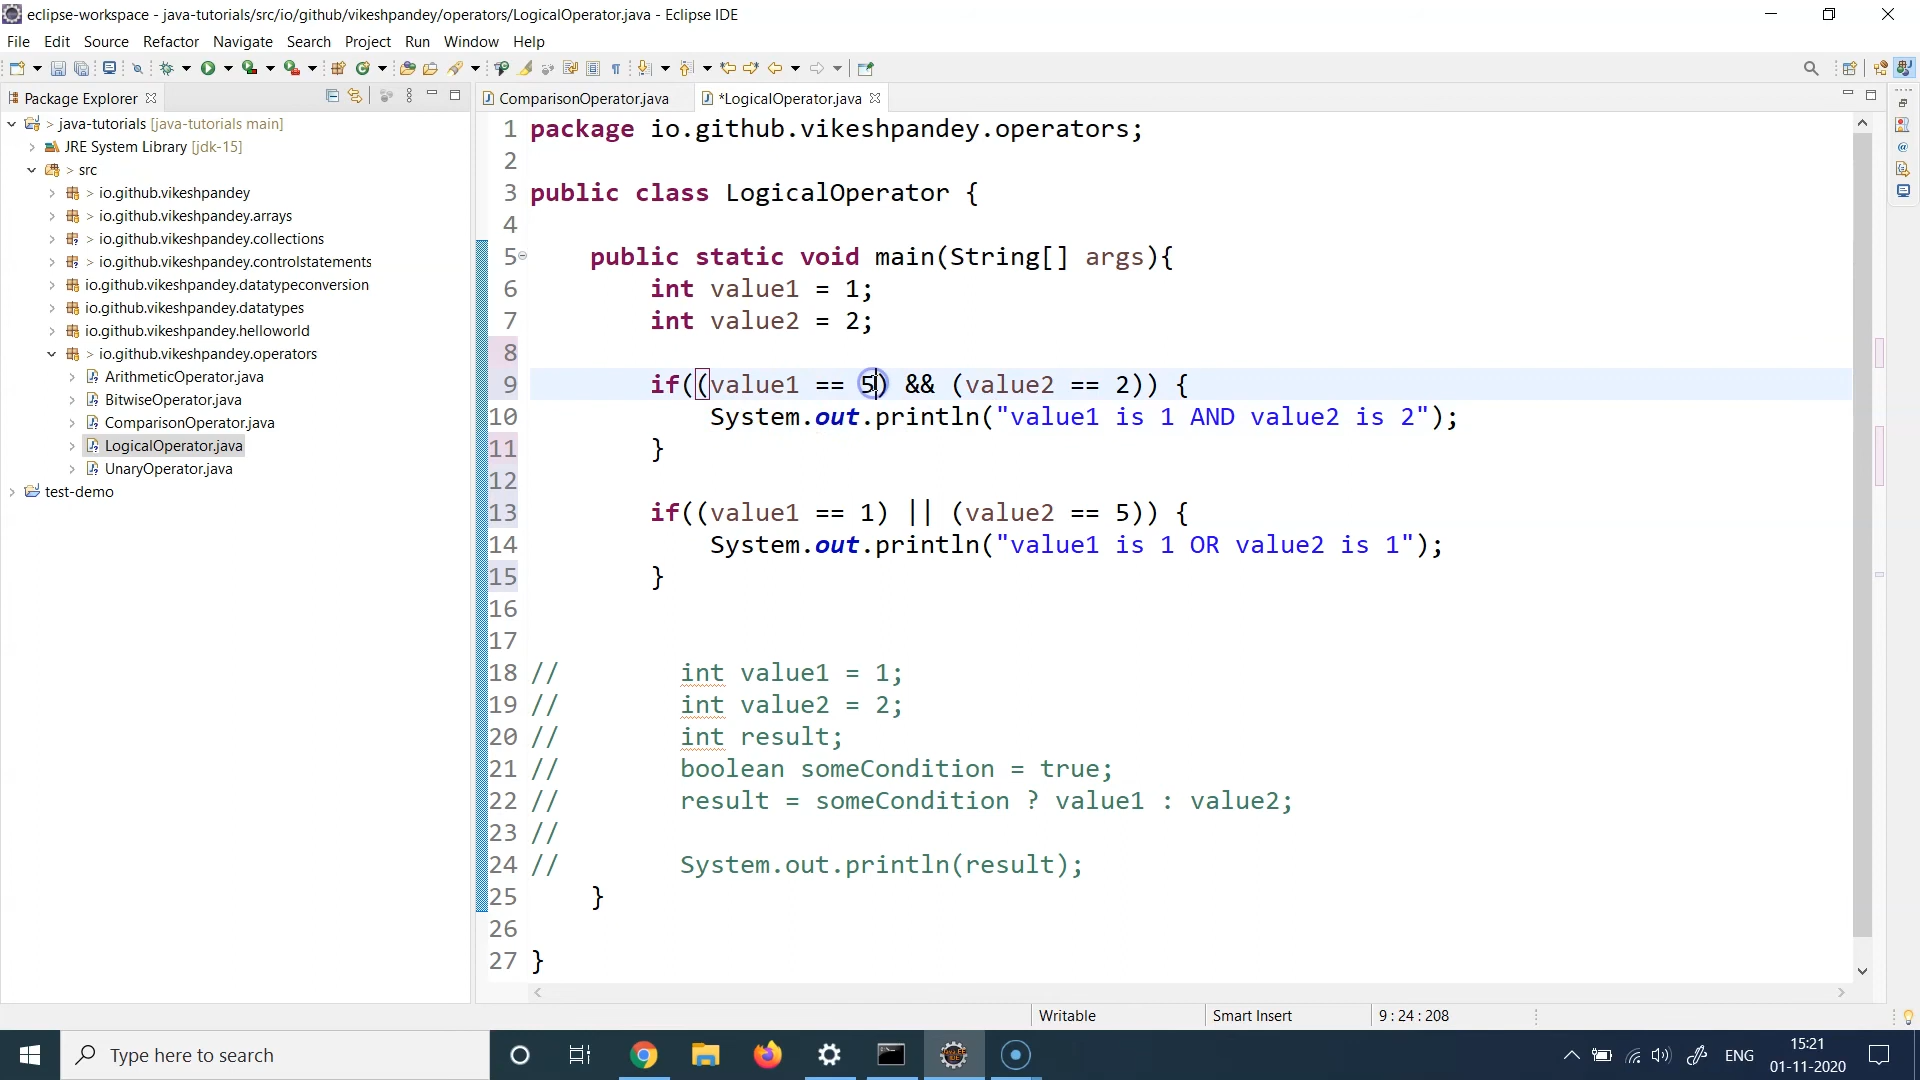 eclipse-workspace - java-tutorials/src/io/github/vikeshpandey/operators/LogicalOperator.java - Eclipse IDE
File Edit Source Refactor Navigate Search Project Run Window Help
Package Explorer
ComparisonOperator.java *LogicalOperator.java
> java-tutorials [java-tutorials main]
JRE System Library [jdk-15]
> src
> io.github.vikeshpandey
> io.github.vikeshpandey.arrays
> io.github.vikeshpandey.collections
> io.github.vikeshpandey.controlstatements
io.github.vikeshpandey.datatypeconversion
io.github.vikeshpandey.datatypes
io.github.vikeshpandey.helloworld
> io.github.vikeshpandey.operators
ArithmeticOperator.java
BitwiseOperator.java
ComparisonOperator.java
LogicalOperator.java
UnaryOperator.java
test-demo
1 package io.github.vikeshpandey.operators;
2
3 public class LogicalOperator {
4
5 public static void main(String[] args){
6 int value1 = 1;
7 int value2 = 2;
8
9 if((value1 == 5) && (value2 == 2)) {
10 System.out.println("value1 is 1 AND value2 is 2");
11 }
12
13 if((value1 == 1) || (value2 == 5)) {
14 System.out.println("value1 is 1 OR value2 is 1");
15 }
16
17
18 // int value1 = 1;
19 // int value2 = 2;
20 // int result;
21 // boolean someCondition = true;
22 // result = someCondition ? value1 : value2;
23 //
24 // System.out.println(result);
25 }
26
27 }
Writable Smart Insert 9 : 24 : 208
Type here to search
ENG
15:21
01-11-2020